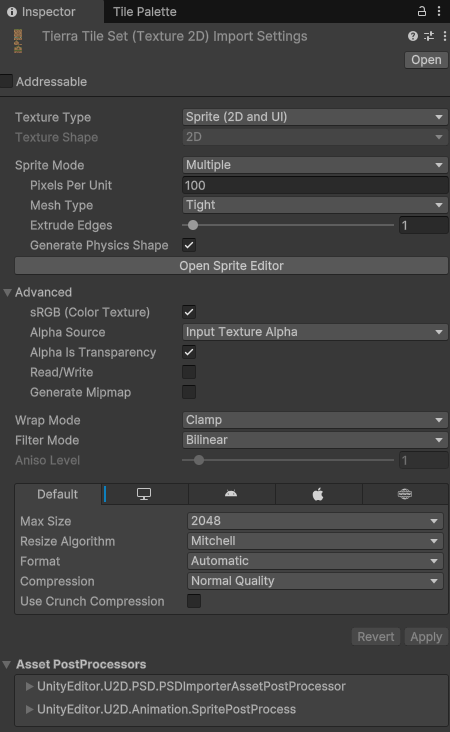 Inspector
Tile Palette
Tierra Tile Set (Texture 2D) Import Settings
Open
Addressable
Texture Type
Sprite (2D and UI)
Texture Shape
2D
Sprite Mode
Multiple
Pixels Per Unit
100
Mesh Type
Tight
Extrude Edges
1
Generate Physics Shape
Open Sprite Editor
Advanced
sRGB (Color Texture)
Alpha Source
Input Texture Alpha
Alpha Is Transparency
Read/Write
Generate Mipmap
Wrap Mode
Clamp
Filter Mode
Bilinear
Aniso Level
1
Default
Max Size
2048
Resize Algorithm
Mitchell
Format
Automatic
Compression
Normal Quality
Use Crunch Compression
Revert
Apply
Asset PostProcessors
UnityEditor.U2D.PSD.PSDImporterAssetPostProcessor
UnityEditor.U2D.Animation.SpritePostProcess